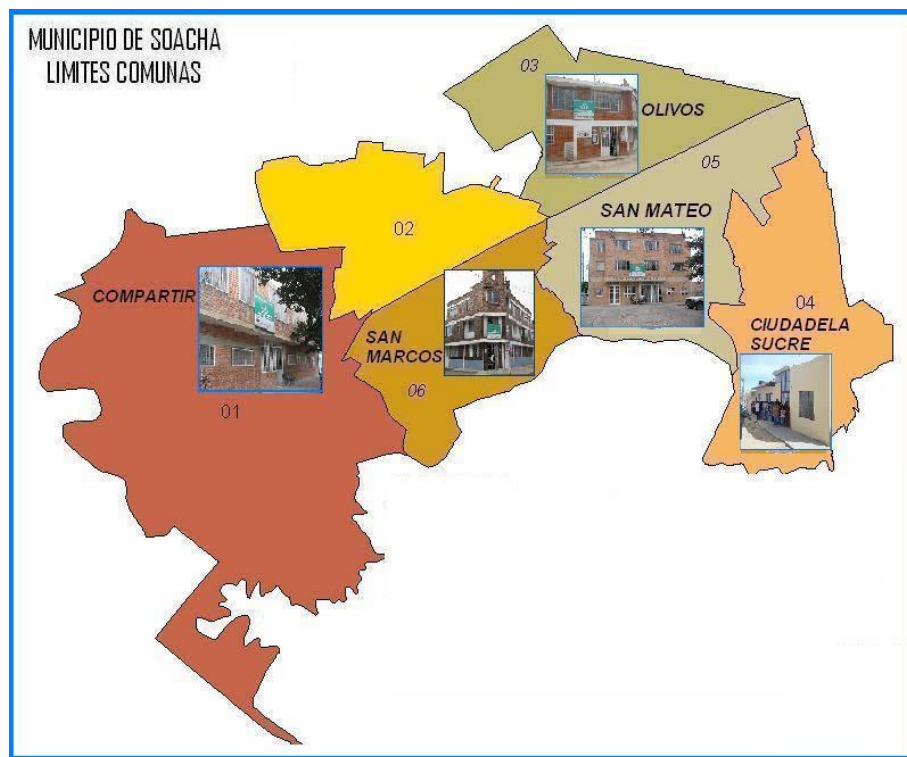 MUNICIPIO DE SOACHA
LIMITES COMUNAS
03
OLIVOS
05
SAN MATEO
02
COMPARTIR
01
SAN
MARCOS
06
04
CIUDADELA
SUCRE